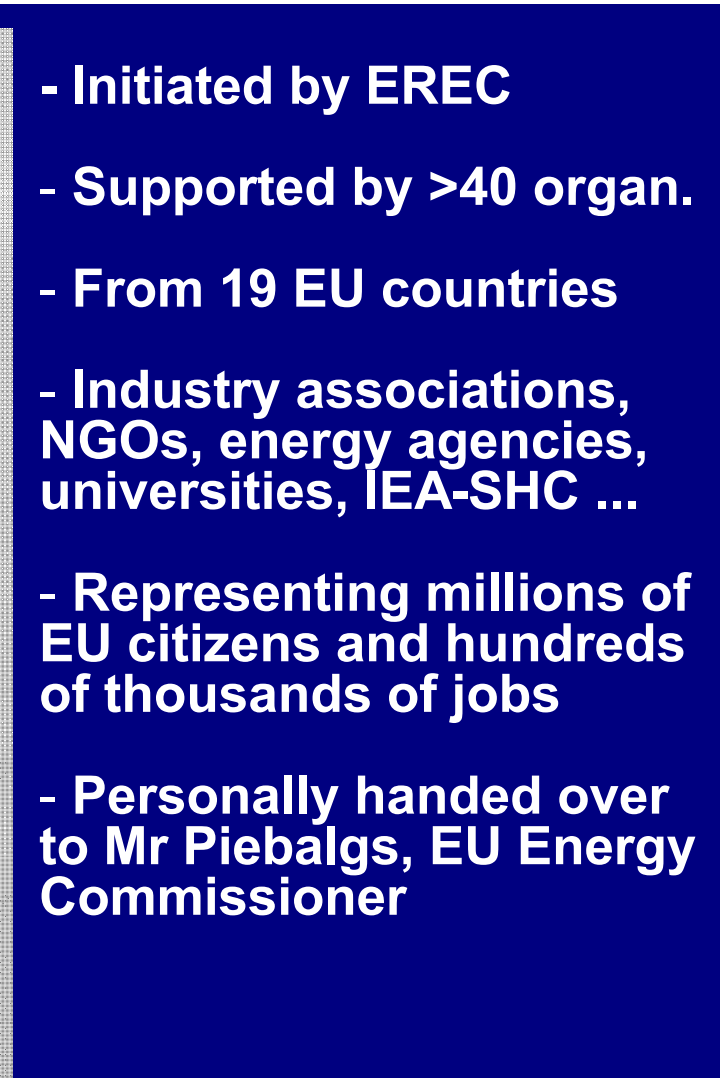 - Initiated by EREC
- Supported by >40 organ.
- From 19 EU countries
- Industry associations,
NGOs, energy agencies,
universities, IEA-SHC ...
- Representing millions of
EU citizens and hundreds
of thousands of jobs
- Personally handed over
to Mr Piebalgs, EU Energy
Commissioner